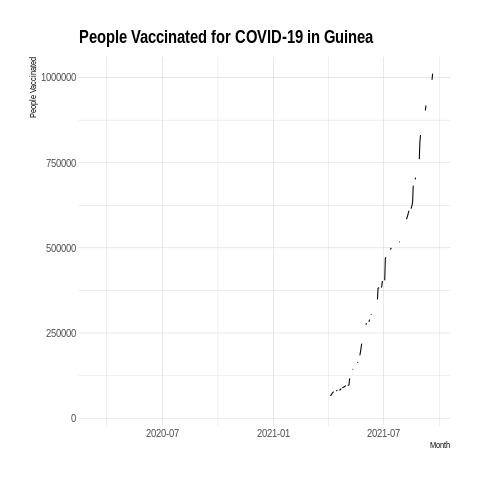 People Vaccinated for COVID-19 in Guinea
People Vaccinated
1000000
750000
500000
250000
0
2020-07
2021-01
2021-07
Month